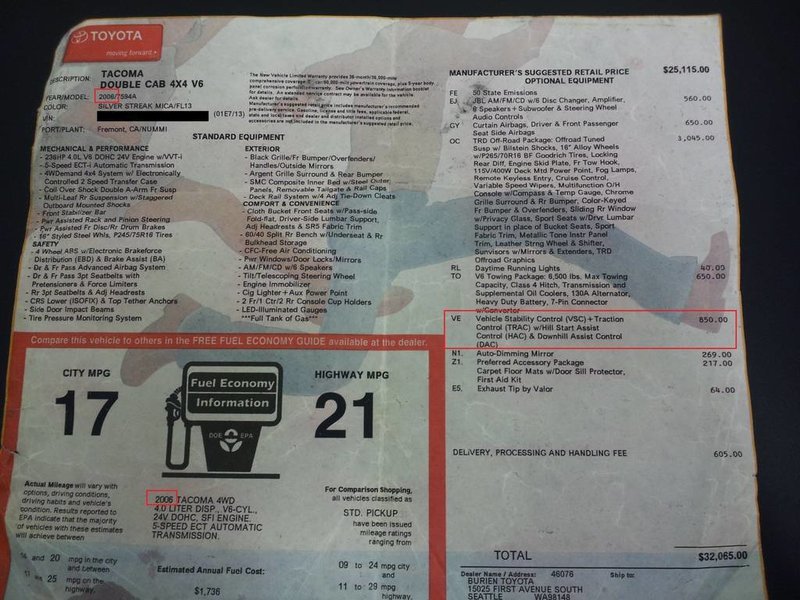 TOYOTA
moving forward
DESCRIPTION: TACOMA
DOUBLE CAB 4X4 V6
YEAR/MODEL: 2006/7594A
COLOR: SILVER STREAK MICA/FL13
VIN: (01E7/13)
PORT/PLANT: Fremont, CA/NUMMI
The New Vehicle Limited Warranty provides 36-month/36,000-mile
comprehensive coverage
STANDARD EQUIPMENT
MECHANICAL & PERFORMANCE
- 236HP 4.0L V6 DOHC 24V Engine w/VVT-i
- 5-Speed ECT-i Automatic Transmission
- 4WDemand 4x4 System w/ Electronically
Controlled 2 Speed Transfer Case
- Coil Over Shock Double A-Arm Fr Susp
- Multi-Leaf Rr Suspension w/Staggered
Outboard Mounted Shocks
- Front Stabilizer Bar
- Pwr Assisted Rack and Pinion Steering
- Pwr Assisted Fr Disc/Rr Drum Brakes
- 16" Styled Steel Whls, P245/75R16 Tires
SAFETY
- 4 Wheel ABS w/Electronic Brakeforce
Distribution (EBD) & Brake Assist (BA)
- Dr & Fr Pass Advanced Airbag System
- Dr & Fr Pass 3pt Seatbelts with
Pretensioners & Force Limiters
- Rr 3pt Seatbelts & Adj Headrests
- CRS Lower (ISOFIX) & Top Tether Anchors
- Side Door Impact Beams
- Tire Pressure Monitoring System
EXTERIOR
- Black Grille/Fr Bumper/Overfenders/
Handles/Outside Mirrors
- Argent Grille Surround & Rear Bumper
- SMC Composite Inner Bed w/Steel Outer
Panels, Removable Tailgate & Rail Caps
- Deck Rail System w/4 Adj Tie-Down Cleats
COMFORT & CONVENIENCE
- Cloth Bucket Front Seats w/Pass-side
Fold-flat, Driver-Side Lumbar Support,
Adj Headrests & SR5 Fabric Trim
- 60/40 Split Rr Bench w/Underseat & Rr
Bulkhead Storage
- CFC-Free Air Conditioning
- Pwr Windows/Door Locks/Mirrors
- AM/FM/CD w/6 Speakers
- Tilt/Telescoping Steering Wheel
- Engine Immobilizer
- Cig Lighter + Aux Power Point
- 2 Fr/1 Ctr/2 Rr Console Cup Holders
- LED-Illuminated Gauges
***Full Tank of Gas***
MANUFACTURER'S SUGGESTED RETAIL PRICE $25,115.00
OPTIONAL EQUIPMENT
FE 50 State Emissions
EJ JBL AM/FM/CD w/6 Disc Changer, Amplifier, 560.00
8 Speakers + Subwoofer & Steering Wheel
Audio Controls
GY Curtain Airbags, Driver & Front Passenger 650.00
Seat Side Airbags
OC TRD Off-Road Package: Offroad Tuned 3,045.00
Susp w/ Bilstein Shocks, 16" Alloy Wheels
w/P265/70R16 BF Goodrich Tires, Locking
Rear Diff, Engine Skid Plate, Fr Tow Hook,
115V/400W Deck Mtd Power Point, Fog Lamps,
Remote Keyless Entry, Cruise Control,
Variable Speed Wipers, Multifunction O/H
Console w/Compass & Temp Gauge, Chrome
Grille Surround & Rr Bumper, Color-Keyed
Fr Bumper & Overfenders, Sliding Rr Window
w/Privacy Glass, Sport Seats w/Drvr Lumbar
Support in place of Bucket Seats, Sport
Fabric Trim, Metallic Tone Instr Panel
Trim, Leather Strng Wheel & Shifter,
Sunvisors w/Mirrors & Extenders, TRD
Offroad Graphics
RL Daytime Running Lights 40.00
TO V6 Towing Package: 6,500 lbs. Max Towing 650.00
Capacity, Class 4 Hitch, Transmission and
Supplemental Oil Coolers, 130A Alternator,
Heavy Duty Battery, 7-Pin Connector
w/Converter
VE Vehicle Stability Control (VSC) + Traction 850.00
Control (TRAC) w/Hill Start Assist
Control (HAC) & Downhill Assist Control
(DAC)
N1. Auto-Dimming Mirror 269.00
Z1. Preferred Accessory Package 217.00
Carpet Floor Mats w/Door Sill Protector,
First Aid Kit
E5. Exhaust Tip by Valor 64.00
DELIVERY, PROCESSING AND HANDLING FEE 605.00
TOTAL $32,065.00
Dealer Name / Address: 46076 Ship to:
BURIEN TOYOTA
15025 FIRST AVENUE SOUTH
SEATTLE WA98148
Compare this vehicle to others in the FREE FUEL ECONOMY GUIDE available at the dealer.
CITY MPG
17
Fuel Economy
Information
DOE EPA
HIGHWAY MPG
21
Actual Mileage will vary with
options, driving conditions,
driving habits and vehicle's
condition. Results reported to
EPA indicate that the majority
of vehicles with these estimates
will achieve between
and 20 mpg in the city
and between
and 25 mpg on the
highway.
2006 TACOMA 4WD
4.0 LITER DISP., V6-CYL.,
24V DOHC, SFI ENGINE.
5-SPEED ECT AUTOMATIC
TRANSMISSION.
Estimated Annual Fuel Cost:
$1,736
For Comparison Shopping,
all vehicles classified as
STD. PICKUP
have been issued
mileage ratings
ranging from
09 to 24 mpg city
and
11 to 29 mpg
highway.